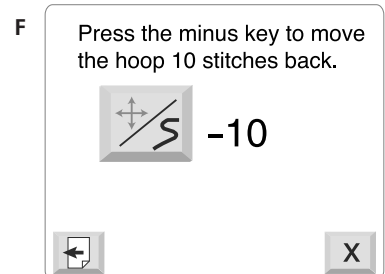 F
Press the minus key to move
the hoop 10 stitches back.
S -10
X